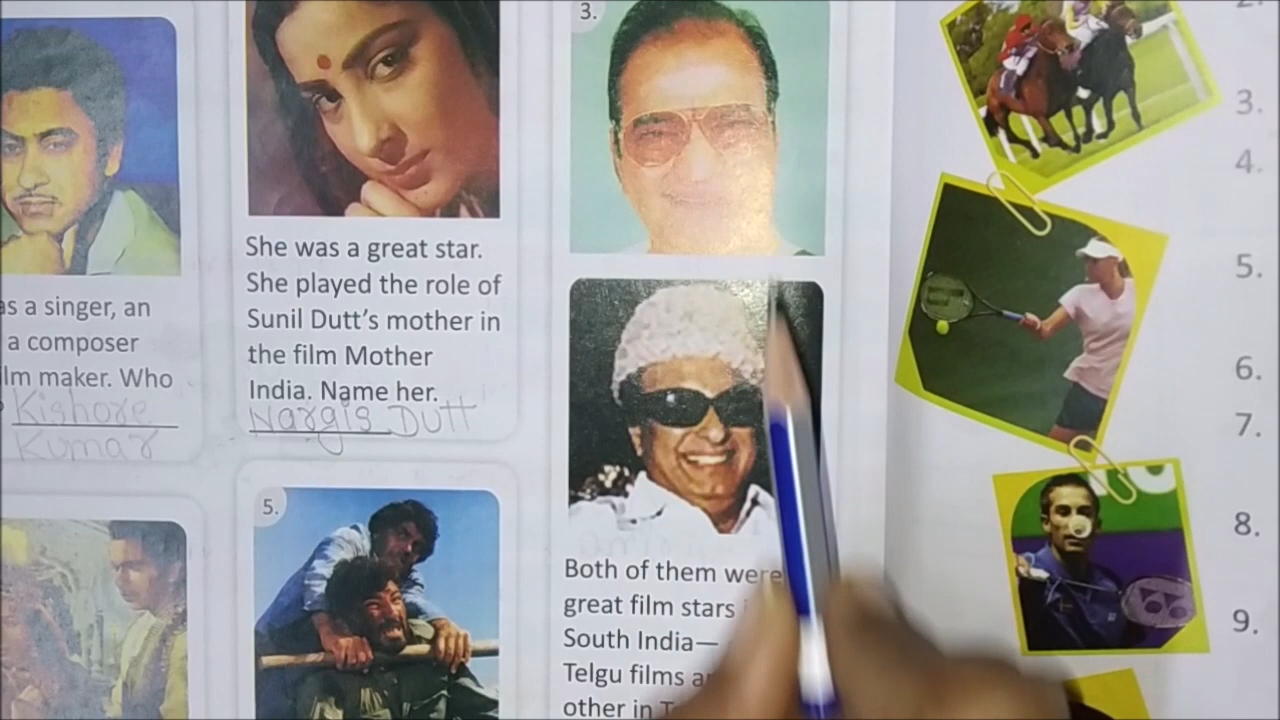 as a singer, an
a composer
lm maker. Who
Kishore
Kumar
She was a great star.
She played the role of
Sunil Dutt's mother in
the film Mother
India. Name her.
Nargis Dutt
5.
3.
Both of them were
great film stars
South India—
Telgu films
other in
3.
4.
5.
6.
7.
8.
9.